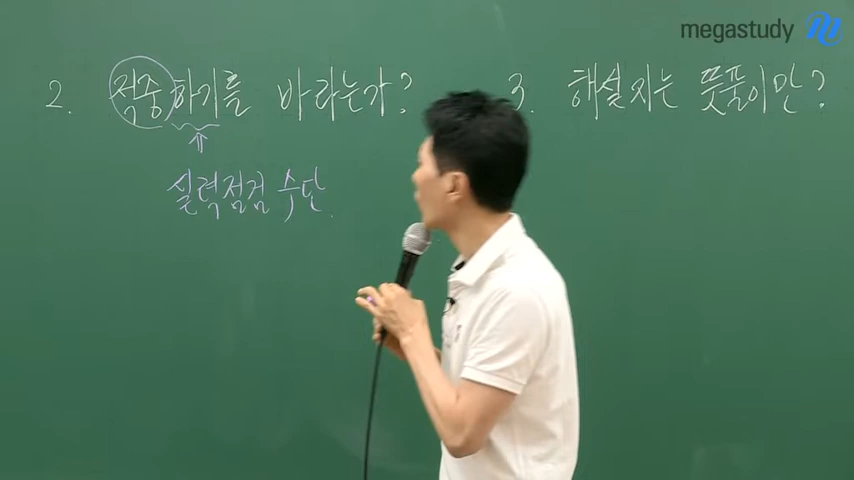 megastudy
2. 적중하기를 바라는가?
실력점검 수단.
3. 해설지는 뜻풀이만?